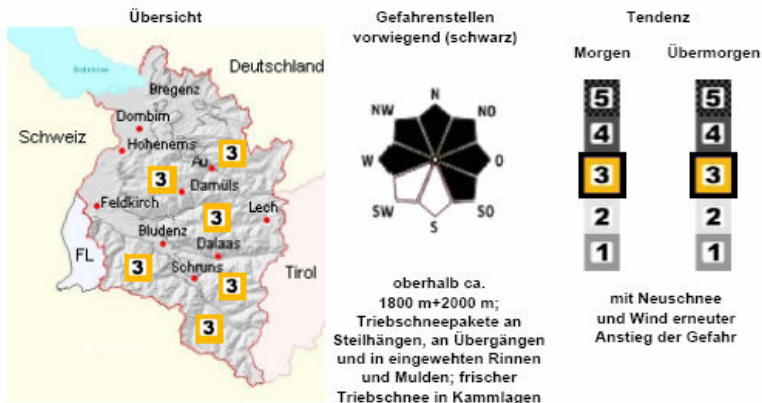 Übersicht
Bodensee
Deutschland
Bregenz
Dornbirn
Schweiz
Hohenems
3
Au
3
Damüls
Feldkirch
3
Lech
Bludenz
FL
Dalaas
3
Schruns
3
Tirol
3
Gefahrenstellen
vorwiegend (schwarz)
N
NW
NO
W
O
SW
SO
S
oberhalb ca.
1800 m+2000 m;
Triebschneepakete an
Steilhängen, an Übergängen
und in eingewehten Rinnen
und Mulden; frischer
Triebschnee in Kammlagen
Tendenz
Morgen
Übermorgen
5
5
4
4
3
3
2
2
1
1
mit Neuschnee
und Wind erneuter
Anstieg der Gefahr